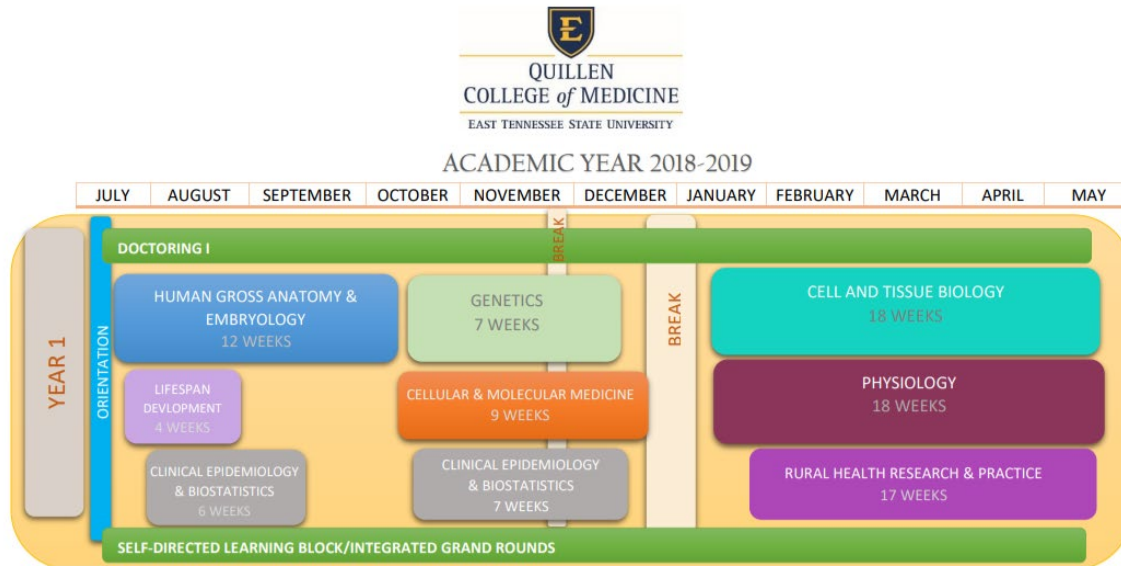 E
QUILLEN
COLLEGE of MEDICINE
EAST TENNESSEE STATE UNIVERSITY
ACADEMIC YEAR 2018-2019
JULY AUGUST SEPTEMBER OCTOBER NOVEMBER DECEMBER JANUARY FEBRUARY MARCH APRIL MAY
YEAR 1
ORIENTATION
DOCTORING I
BREAK
HUMAN GROSS ANATOMY &
EMBRYOLOGY
12 WEEKS
GENETICS
7 WEEKS
BREAK
CELL AND TISSUE BIOLOGY
18 WEEKS
LIFESPAN
DEVLOPMENT
4 WEEKS
CELLULAR & MOLECULAR MEDICINE
9 WEEKS
PHYSIOLOGY
18 WEEKS
CLINICAL EPIDEMIOLOGY
& BIOSTATISTICS
6 WEEKS
CLINICAL EPIDEMIOLOGY
& BIOSTATISTICS
7 WEEKS
RURAL HEALTH RESEARCH & PRACTICE
17 WEEKS
SELF-DIRECTED LEARNING BLOCK/INTEGRATED GRAND ROUNDS